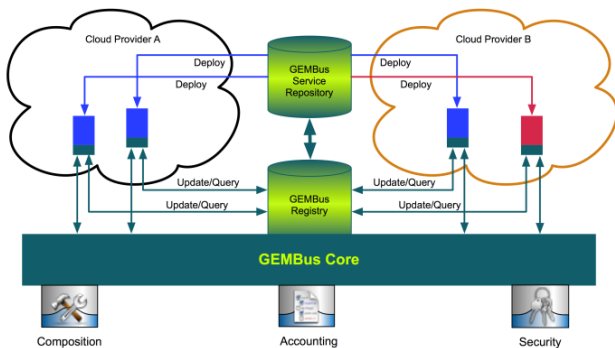 Cloud Provider A
Cloud Provider B
Deploy
Deploy
GEMBus
Service
Repository
Deploy
Deploy
Update/Query
Update/Query
GEMBus
Registry
Update/Query
Update/Query
GEMBus Core
Composition
Accounting
Security